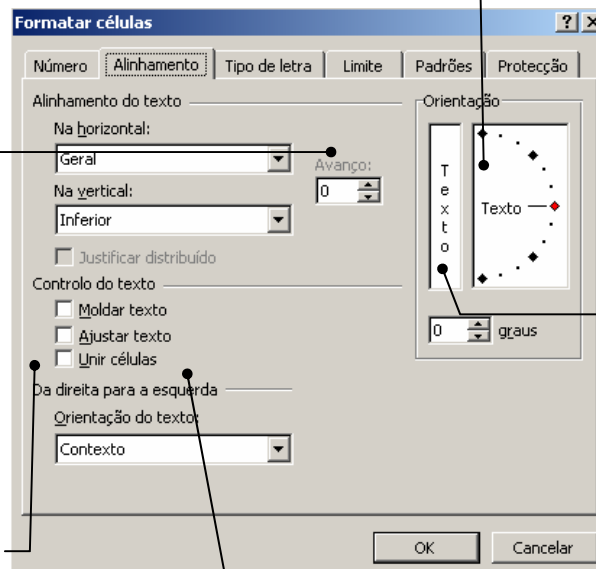 Formatar células
Número Alinhamento Tipo de letra Limite Padrões Protecção
Alinhamento do texto
Na horizontal:
Geral
Avanço:
0
Na vertical:
Inferior
Justificar distribuído
Controlo do texto
Moldar texto
Ajustar texto
Unir células
Da direita para a esquerda
Orientação do texto:
Contexto
Orientação
Texto
Texto
0 graus
OK Cancelar